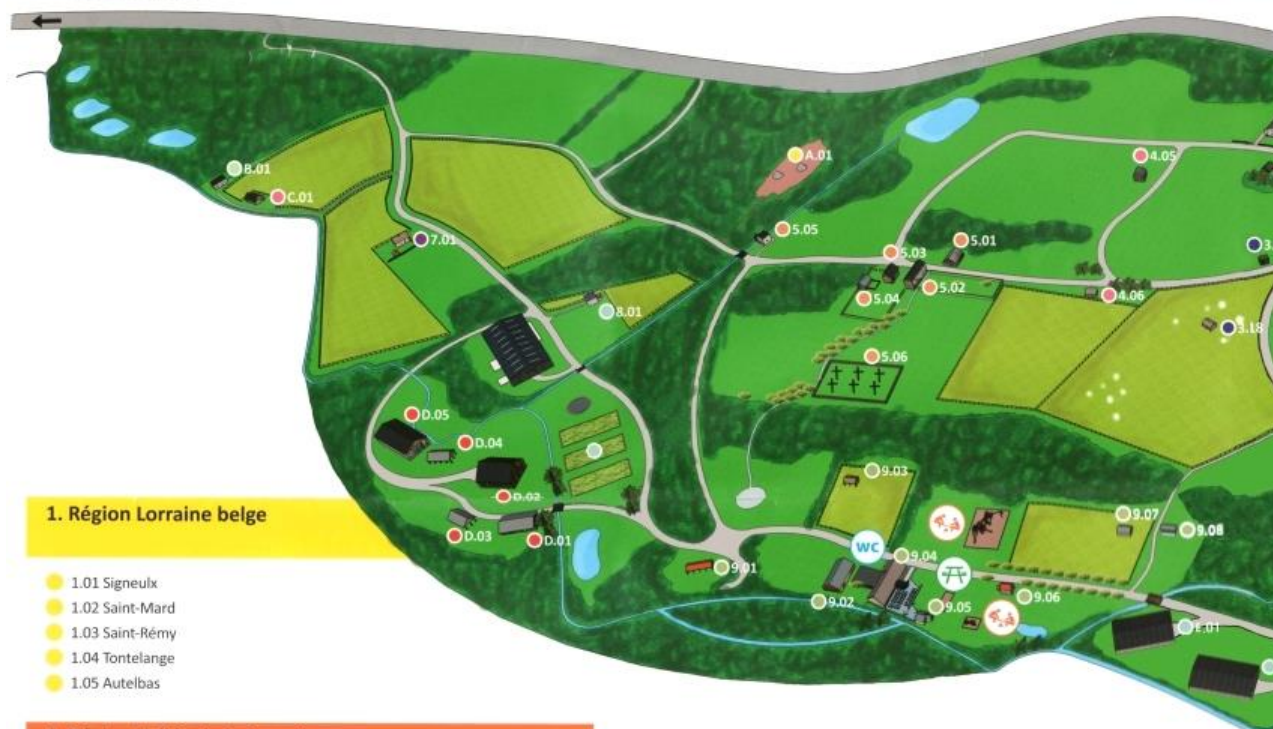 A.01
4.05
B.01
C.01
7.01
5.05
5.03
5.01
3.
5.04
5.02
4.06
8.01
3.18
5.06
D.05
D.04
9.03
D.02
9.07
9.08
1. Région Lorraine belge
D.03
D.01
WC
9.04
9.01
1.01 Signeulx
9.02
9.05
9.06
1.02 Saint-Mard
E.01
1.03 Saint-Rémy
1.04 Tontelange
1.05 Autelbas